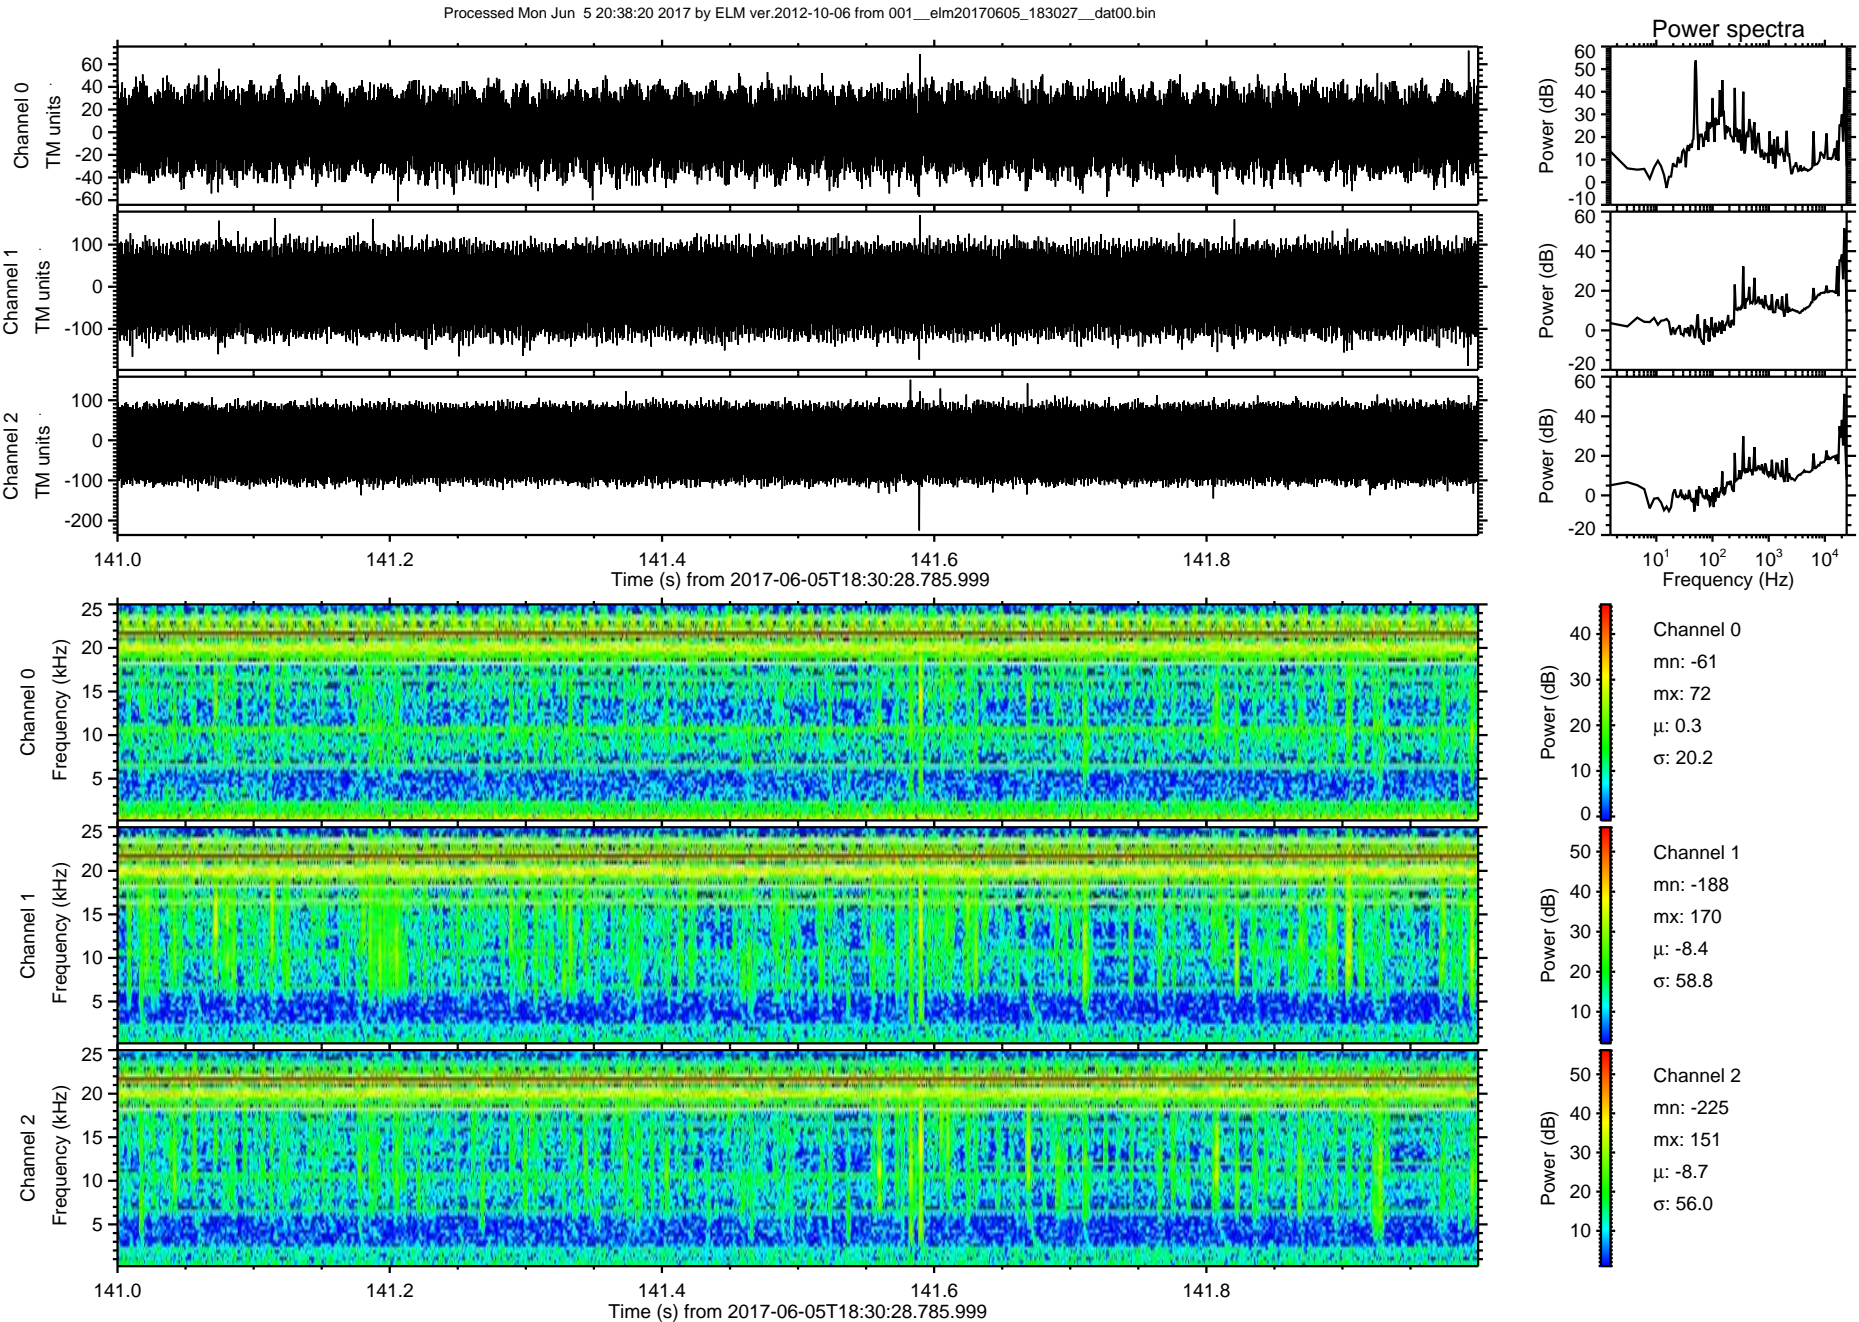 Processed Mon Jun  5 20:38:20 2017 by ELM ver.2012-10-06 from 001__elm20170605_183027__dat00.bin
Power spectra
Channel 0
TM units
60
40
20
0
-20
-40
-60
Power (dB)
60
50
40
30
20
10
0
-10
Channel 1
TM units
100
0
-100
Power (dB)
60
40
20
0
-20
Channel 2
TM units
100
0
-100
-200
Power (dB)
60
40
20
0
-20
141.0 141.2 141.4 141.6 141.8
Time (s) from 2017-06-05T18:30:28.785.999
10¹ 10² 10³ 10⁴
Frequency (Hz)
Channel 0
Frequency (kHz)
25
20
15
10
5
Power (dB)
40
30
20
10
0
Channel 0
mn: -61
mx: 72
μ: 0.3
σ: 20.2
Channel 1
Frequency (kHz)
25
20
15
10
5
Power (dB)
50
40
30
20
10
Channel 1
mn: -188
mx: 170
μ: -8.4
σ: 58.8
Channel 2
Frequency (kHz)
25
20
15
10
5
Power (dB)
50
40
30
20
10
Channel 2
mn: -225
mx: 151
μ: -8.7
σ: 56.0
141.0 141.2 141.4 141.6 141.8
Time (s) from 2017-06-05T18:30:28.785.999